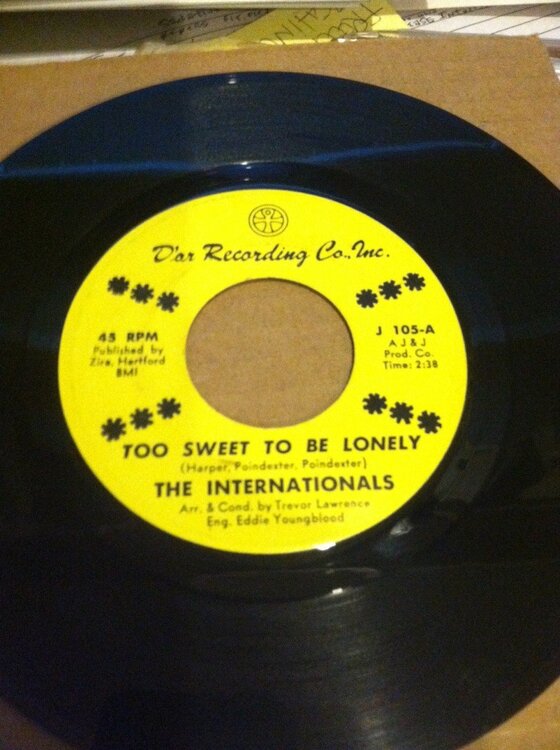 D'or Recording Co., Inc.
45 RPM
Published by
Zira, Hartford
BMI
J 105-A
A J & J
Prod. Co.
Time: 2:38
TOO SWEET TO BE LONELY
(Harper, Poindexter, Poindexter)
THE INTERNATIONALS
Arr. & Cond. by Trevor Lawrence
Eng. Eddie Youngblood